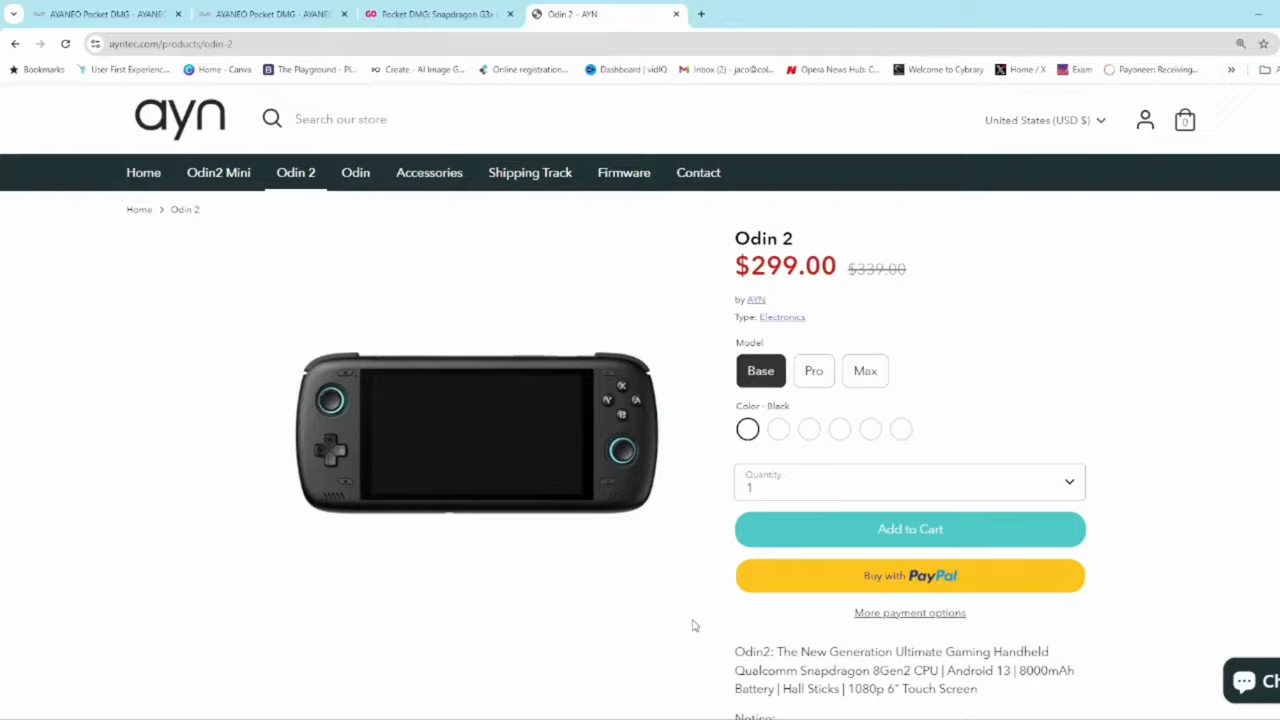 AYANEO Pocket DMG - AYANEO
AYANEO Pocket DMG - AYANEO
Pocket DMG: Snapdragon G3x
Odin 2 – AYN
ayntec.com/products/odin-2
Bookmarks
User First Experienc...
Home - Canva
The Playground - Pl...
Create - AI Image G...
Online registration...
Dashboard | vidIQ
Inbox (2) - jaco@col...
Opera News Hub: C...
Welcome to Cybrary
Home / X
Exam
Payoneer: Receiving...
ayn
Search our store
United States (USD $)
0
Home
Odin2 Mini
Odin 2
Odin
Accessories
Shipping Track
Firmware
Contact
Home > Odin 2
Odin 2
$299.00 $339.00
by AYN
Type: Electronics
Model
Base
Pro
Max
Color - Black
X
Y
A
B
Quantity
1
Add to Cart
Buy with PayPal
More payment options
Odin2: The New Generation Ultimate Gaming Handheld
Qualcomm Snapdragon 8Gen2 CPU | Android 13 | 8000mAh
Battery | Hall Sticks | 1080p 6" Touch Screen
Notice:
Ch